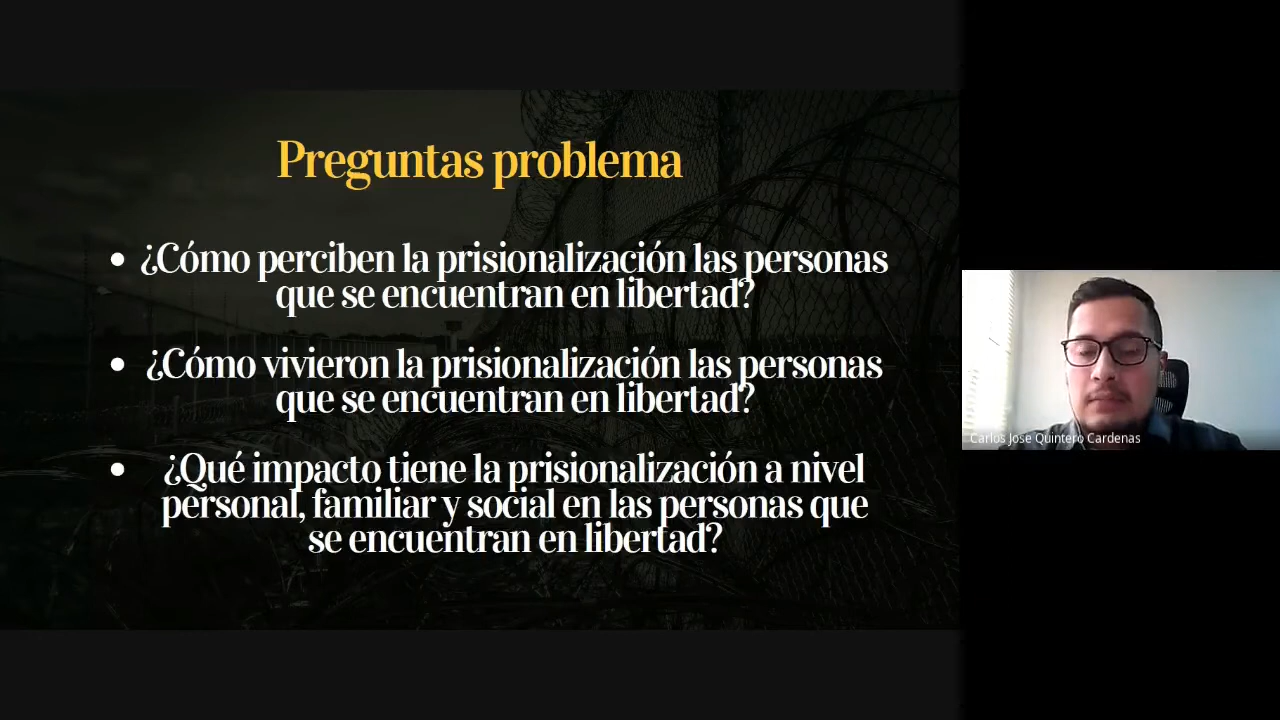 Preguntas problema
• ¿Cómo perciben la prisionalización las personas
que se encuentran en libertad?
• ¿Cómo vivieron la prisionalización las personas
que se encuentran en libertad?
• ¿Qué impacto tiene la prisionalización a nivel
personal, familiar y social en las personas que
se encuentran en libertad?
Carlos Jose Quintero Cardenas